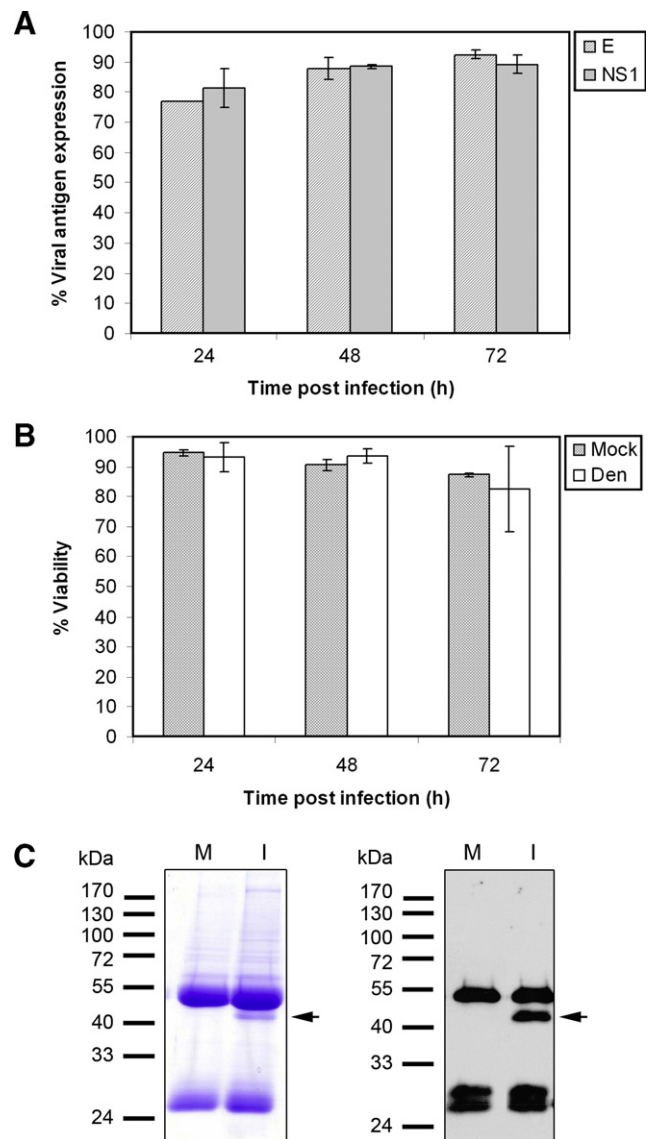 A
% Viral antigen expression
100
90
80
70
60
50
40
30
20
10
0
24 48 72
Time post infection (h)
E
NS1
B
% Viability
100
90
80
70
60
50
40
30
20
10
0
24 48 72
Time post infection (h)
Mock
Den
C
kDa M I
170
130
100
72
55
40
33
24
kDa M I
170
130
100
72
55
40
33
24